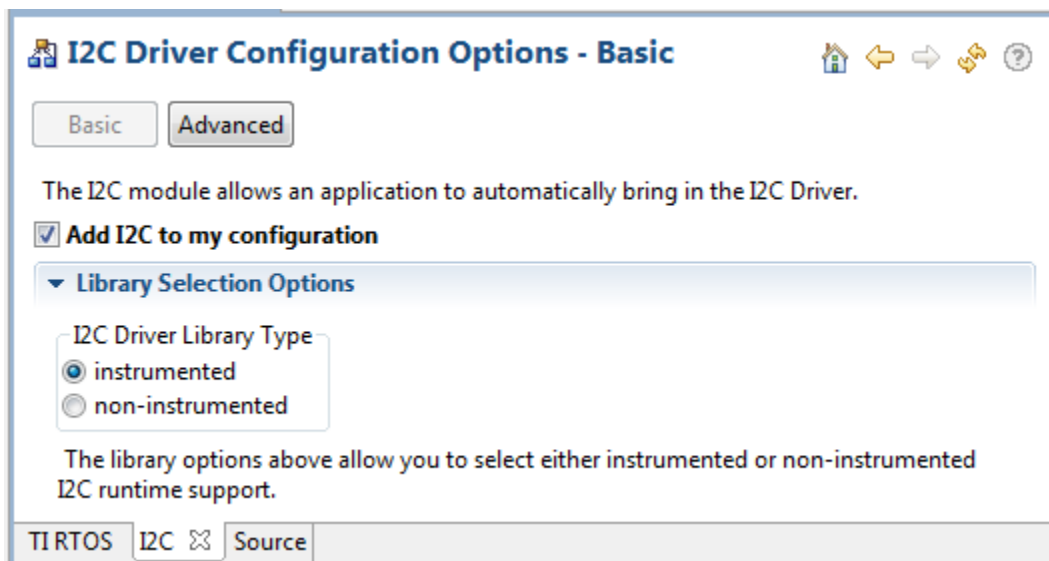 I2C Driver Configuration Options - Basic
Basic Advanced
The I2C module allows an application to automatically bring in the I2C Driver.
Add I2C to my configuration
Library Selection Options
I2C Driver Library Type
instrumented
non-instrumented
The library options above allow you to select either instrumented or non-instrumented
I2C runtime support.
TI RTOS I2C Source